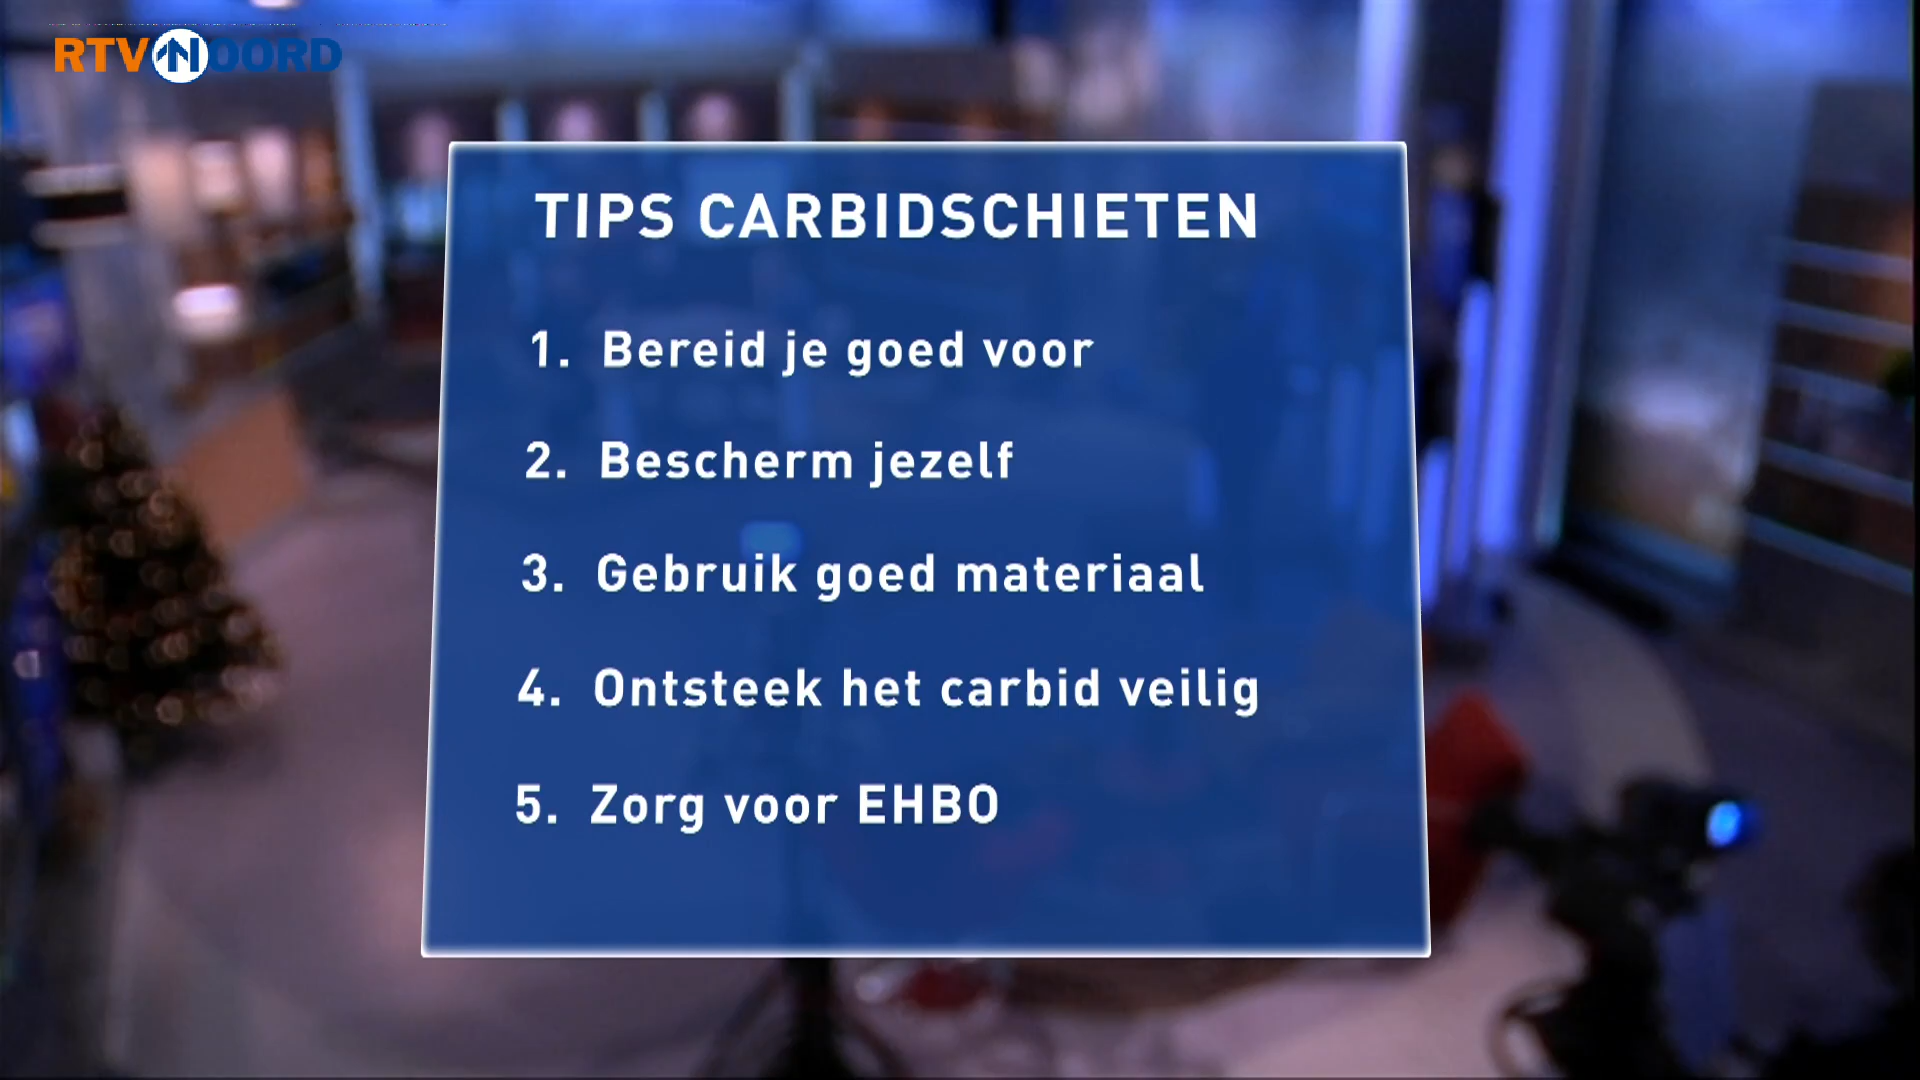 RTV NOORD
TIPS CARBIDSCHIETEN
1. Bereid je goed voor
2. Bescherm jezelf
3. Gebruik goed materiaal
4. Ontsteek het carbid veilig
5. Zorg voor EHBO